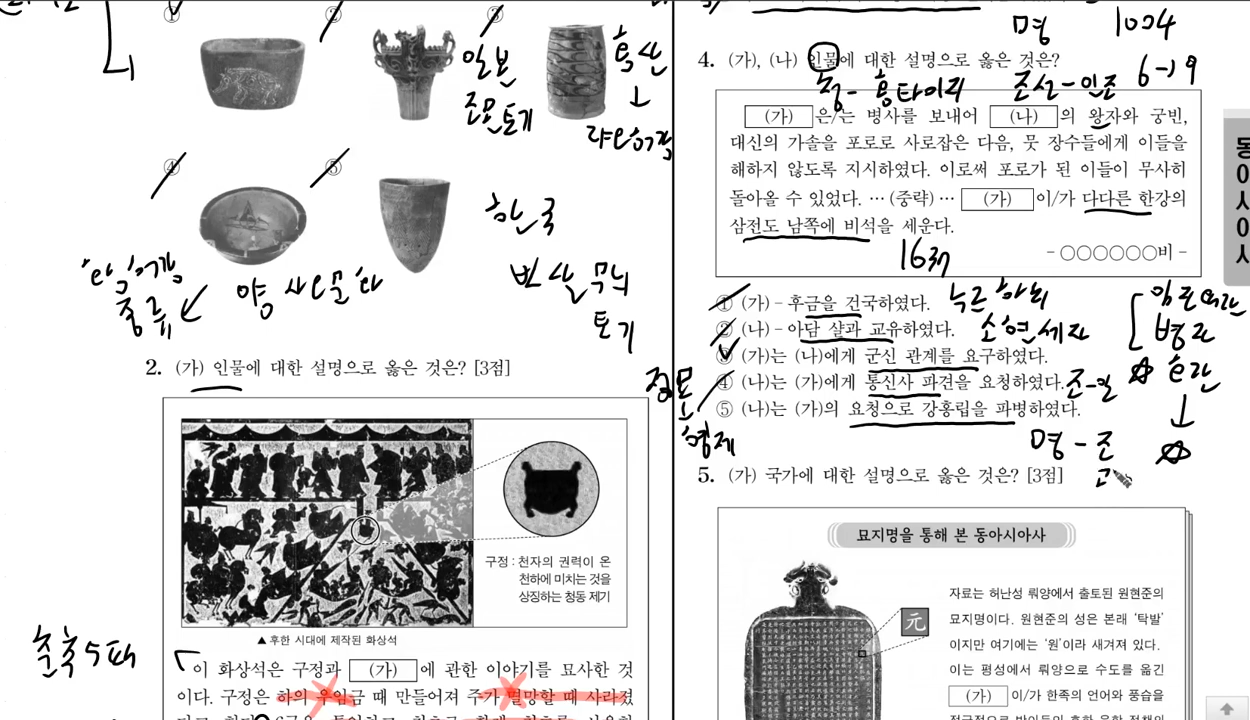 ①
②
③
일본
조몬토기
④
⑤
한국
빗살무늬
토기
2. (가) 인물에 대한 설명으로 옳은 것은? [3점]
구정 : 천자의 권력이 온
천하에 미치는 것을
상징하는 청동 제기
▲ 후한 시대에 제작된 화상석
춘추5패
이 화상석은 구정과 (가) 에 관한 이야기를 묘사한 것
이다. 구정은 하의 우임금 때 만들어져 주가 멸망할 때 사라졌
명 1004
4. (가), (나) 인물에 대한 설명으로 옳은 것은?
청 - 홍타이지 조선 - 인조 6-19
(가) 은/는 병사를 보내어 (나) 의 왕자와 궁빈,
대신의 가솔을 포로로 사로잡은 다음, 뭇 장수들에게 이들을
해하지 않도록 지시하였다. 이로써 포로가 된 이들이 무사히
돌아올 수 있었다. … (중략) … (가) 이/가 다다른 한강의
삼전도 남쪽에 비석을 세운다.
1637
- ○○○○○○비 -
① (가) - 후금을 건국하였다. 누르하치
② (나) - 아담 샬과 교유하였다. 소현세자
③ (가)는 (나)에게 군신 관계를 요구하였다.
④ (나)는 (가)에게 통신사 파견을 요청하였다. 조-일
⑤ (나)는 (가)의 요청으로 강홍립을 파병하였다.
임진왜란
병란
호란
정묘
형제
명 - 조
5. (가) 국가에 대한 설명으로 옳은 것은? [3점]
묘지명을 통해 본 동아시아사
元
자료는 허난성 뤄양에서 출토된 원현준의
묘지명이다. 원현준의 성은 본래 '탁발'
이지만 여기에는 '원'이라 새겨져 있다.
이는 평성에서 뤄양으로 수도를 옮긴
(가) 이/가 한족의 언어와 풍습을
동아시아사